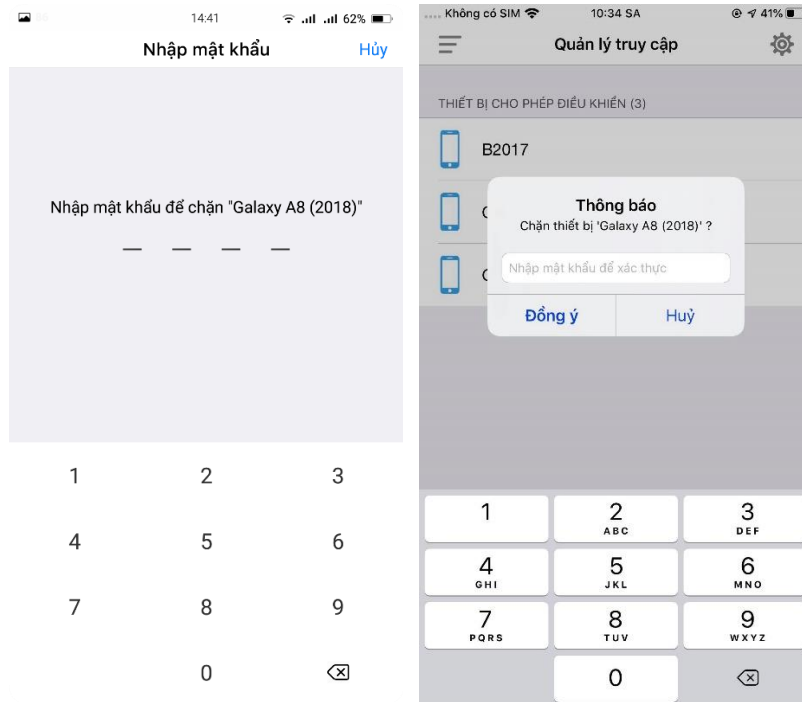 14:41
62%
Nhập mật khẩu
Hủy
Nhập mật khẩu để chặn "Galaxy A8 (2018)"
1 2 3
4 5 6
7 8 9
0
Không có SIM
10:34 SA
41%
Quản lý truy cập
THIẾT BỊ CHO PHÉP ĐIỀU KHIỂN (3)
B2017
Thông báo
Chặn thiết bị 'Galaxy A8 (2018)' ?
Nhập mật khẩu để xác thực
Đồng ý
Huỷ
1 2 3
ABC DEF
4 5 6
GHI JKL MNO
7 8 9
PQRS TUV WXYZ
0